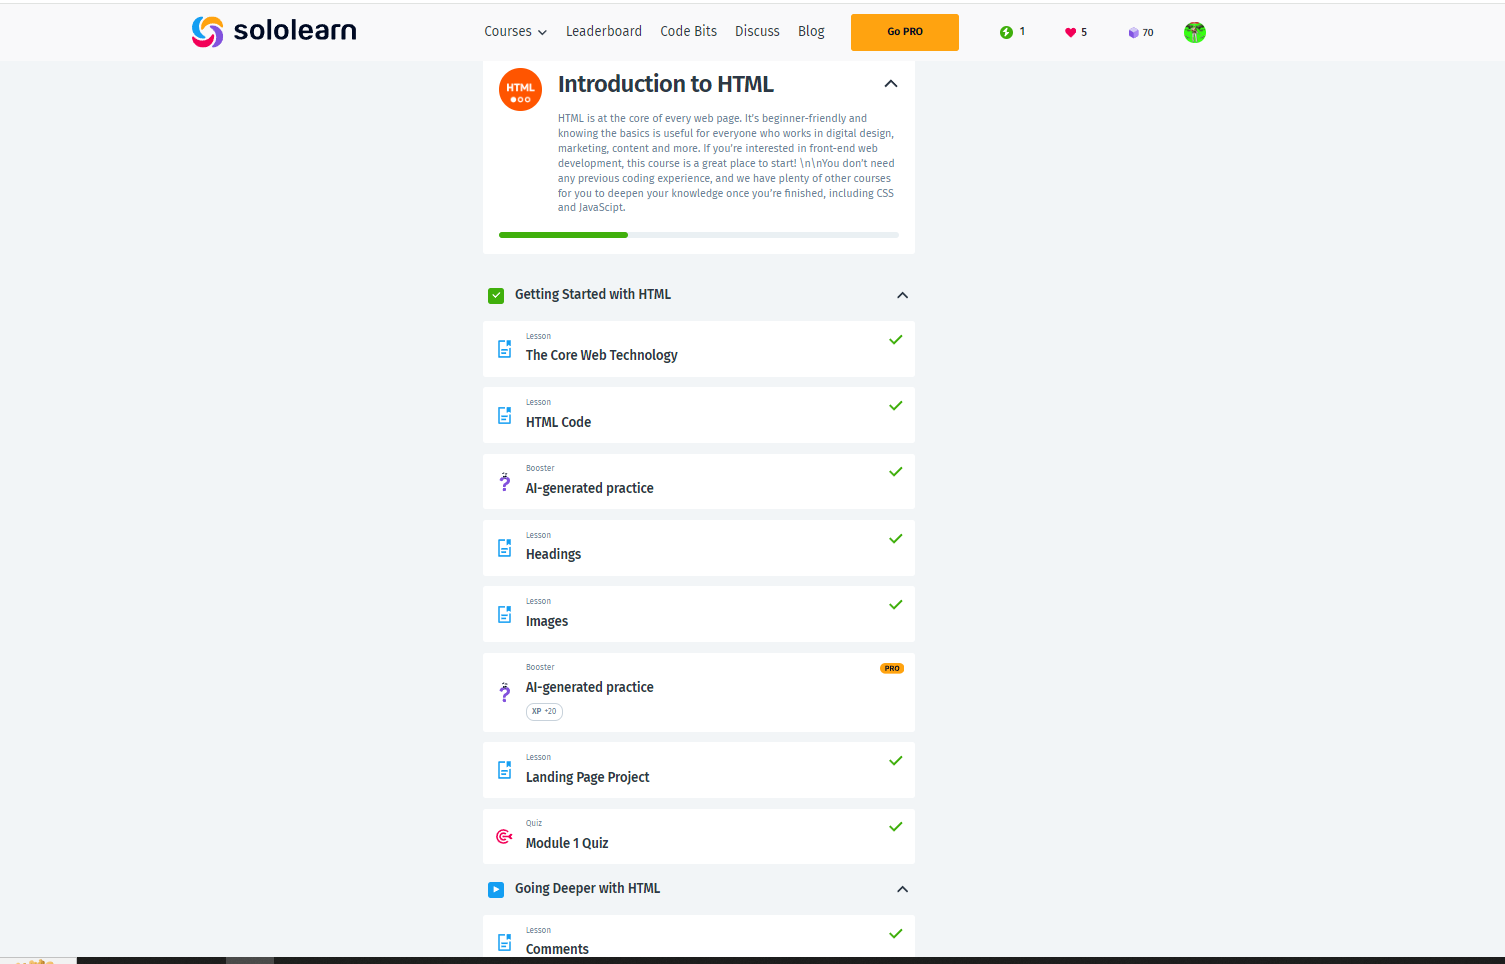 sololearn
Courses
Leaderboard
Code Bits
Discuss
Blog
Go PRO
1
5
70
HTML
Introduction to HTML
HTML is at the core of every web page. It's beginner-friendly and
knowing the basics is useful for everyone who works in digital design,
marketing, content and more. If you're interested in front-end web
development, this course is a great place to start! \n\nYou don't need
any previous coding experience, and we have plenty of other courses
for you to deepen your knowledge once you're finished, including CSS
and JavaScipt.
Getting Started with HTML
Lesson
The Core Web Technology
Lesson
HTML Code
Booster
AI-generated practice
Lesson
Headings
Lesson
Images
Booster
PRO
AI-generated practice
XP +20
Lesson
Landing Page Project
Quiz
Module 1 Quiz
Going Deeper with HTML
Lesson
Comments